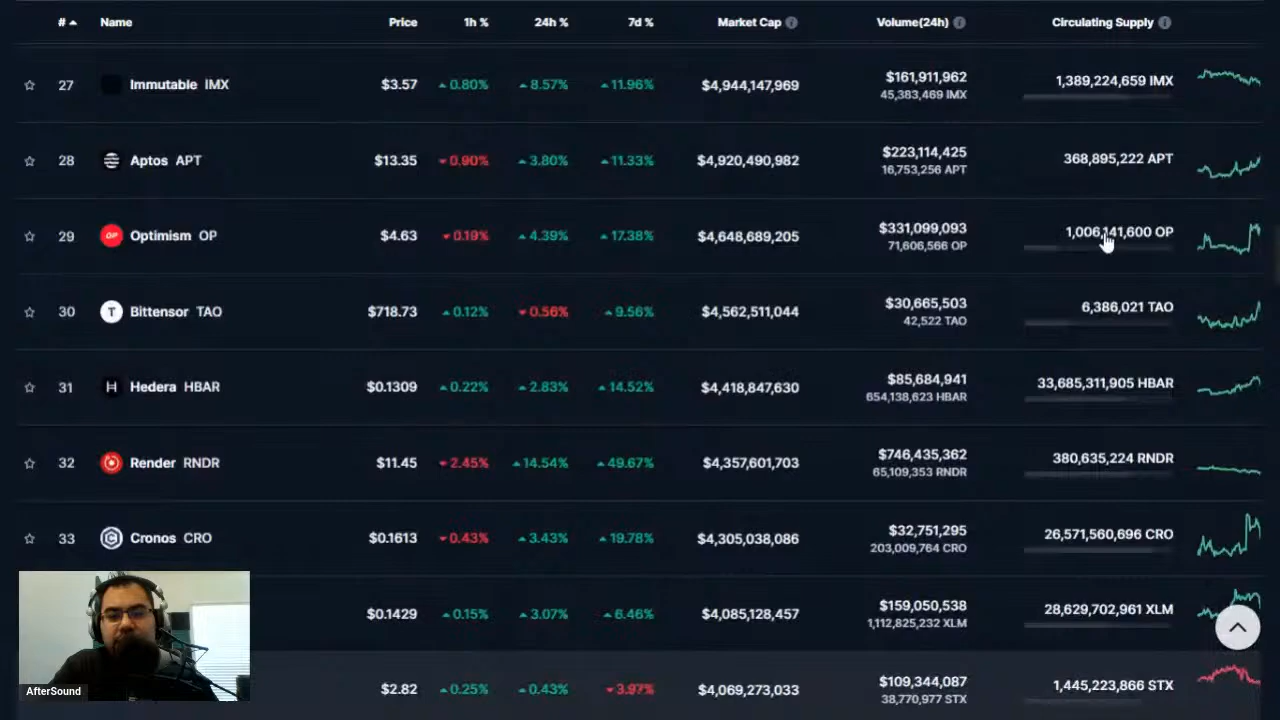 # Name Price 1h % 24h % 7d % Market Cap Volume(24h) Circulating Supply
27 Immutable IMX $3.57 0.80% 8.57% 11.96% $4,944,147,969 $161,911,962 1,389,224,659 IMX
45,383,469 IMX
28 Aptos APT $13.35 0.90% 3.80% 11.33% $4,920,490,982 $223,114,425 368,895,222 APT
16,753,256 APT
29 OP Optimism OP $4.63 0.19% 4.39% 17.38% $4,648,689,205 $331,099,093 1,006,141,600 OP
71,606,566 OP
30 T Bittensor TAO $718.73 0.12% 0.56% 9.56% $4,562,511,044 $30,665,503 6,386,021 TAO
42,522 TAO
31 H Hedera HBAR $0.1309 0.22% 2.83% 14.52% $4,418,847,630 $85,684,941 33,685,311,905 HBAR
654,138,623 HBAR
32 Render RNDR $11.45 2.45% 14.54% 49.67% $4,357,601,703 $746,435,362 380,635,224 RNDR
65,109,353 RNDR
33 Cronos CRO $0.1613 0.43% 3.43% 19.78% $4,305,038,086 $32,751,295 26,571,560,696 CRO
203,009,764 CRO
$0.1429 0.15% 3.07% 6.46% $4,085,128,457 $159,050,538 28,629,702,961 XLM
1,112,825,232 XLM
$2.82 0.25% 0.43% 3.97% $4,069,273,033 $109,344,087 1,445,223,866 STX
38,770,977 STX
AfterSound